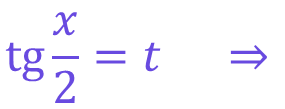 tg x/2 = t ⇒